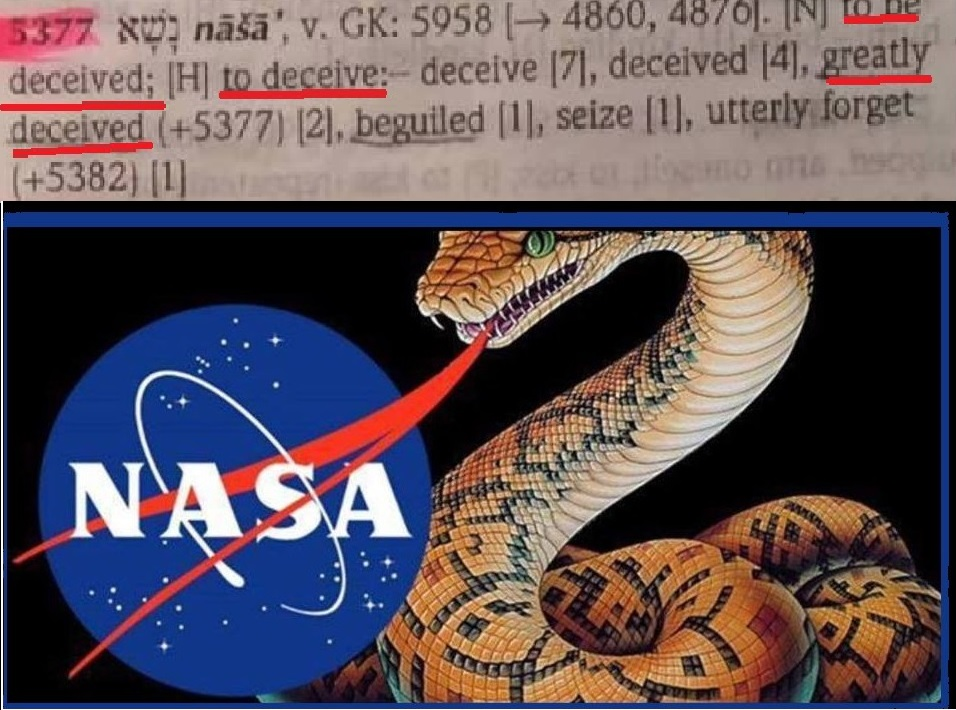 5377 נָשָׁא nāšā', v. GK: 5958 [→ 4860, 4876]. [N] to be
deceived; [H] to deceive:– deceive [7], deceived [4], greatly
deceived (+5377) [2], beguiled [1], seize [1], utterly forget
(+5382) [1]
NASA